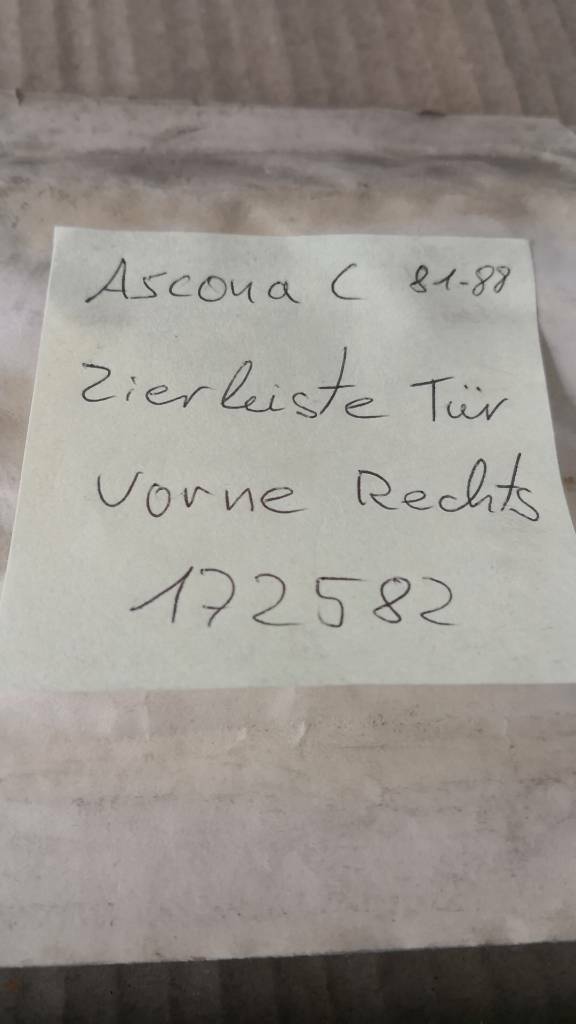 Ascona C 81-88
Zierleiste Tür
Vorne Rechts
172582